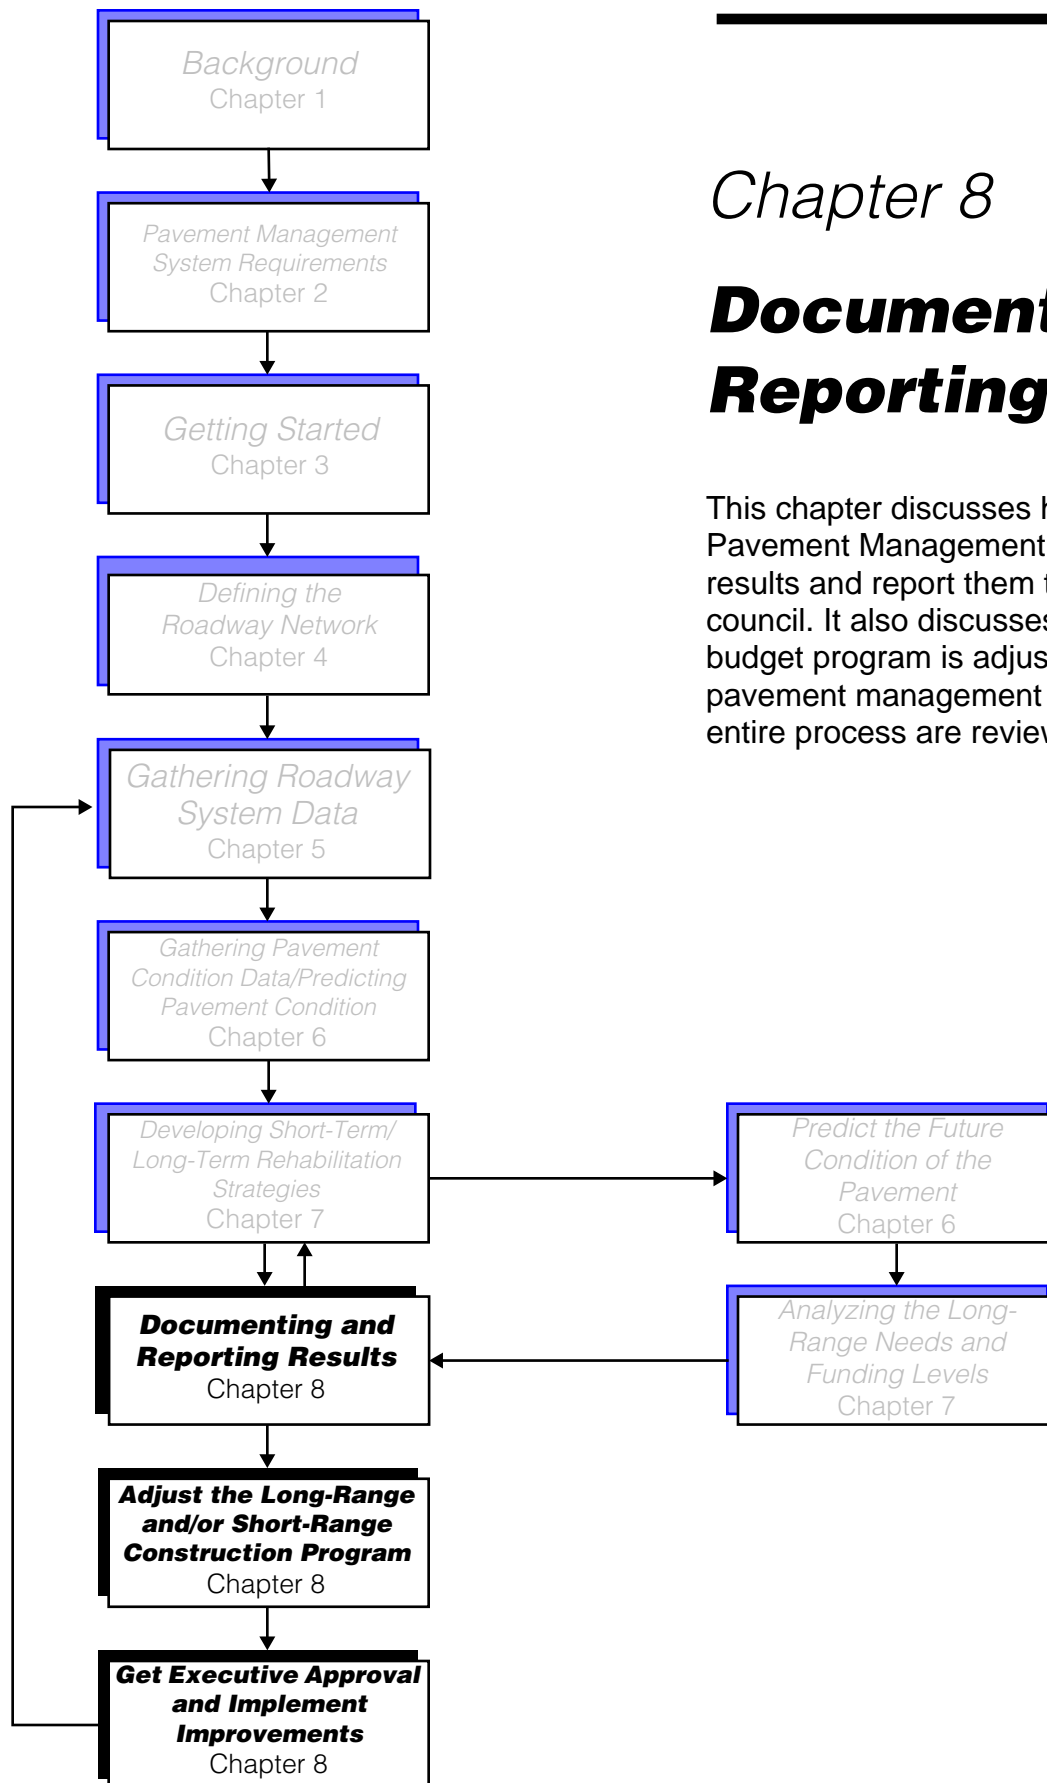 Background
Chapter 1
Pavement Management
System Requirements
Chapter 2
Getting Started
Chapter 3
Defining the
Roadway Network
Chapter 4
Gathering Roadway
System Data
Chapter 5
Gathering Pavement
Condition Data/Predicting
Pavement Condition
Chapter 6
Developing Short-Term/
Long-Term Rehabilitation
Strategies
Chapter 7
Documenting and
Reporting Results
Chapter 8
Adjust the Long-Range
and/or Short-Range
Construction Program
Chapter 8
Get Executive Approval
and Implement
Improvements
Chapter 8
Predict the Future
Condition of the
Pavement
Chapter 6
Analyzing the Long-
Range Needs and
Funding Levels
Chapter 7
Chapter 8
Document
Reporting
This chapter discusses
Pavement Management
results and report them
council. It also discusses
budget program is adjus
pavement management
entire process are review